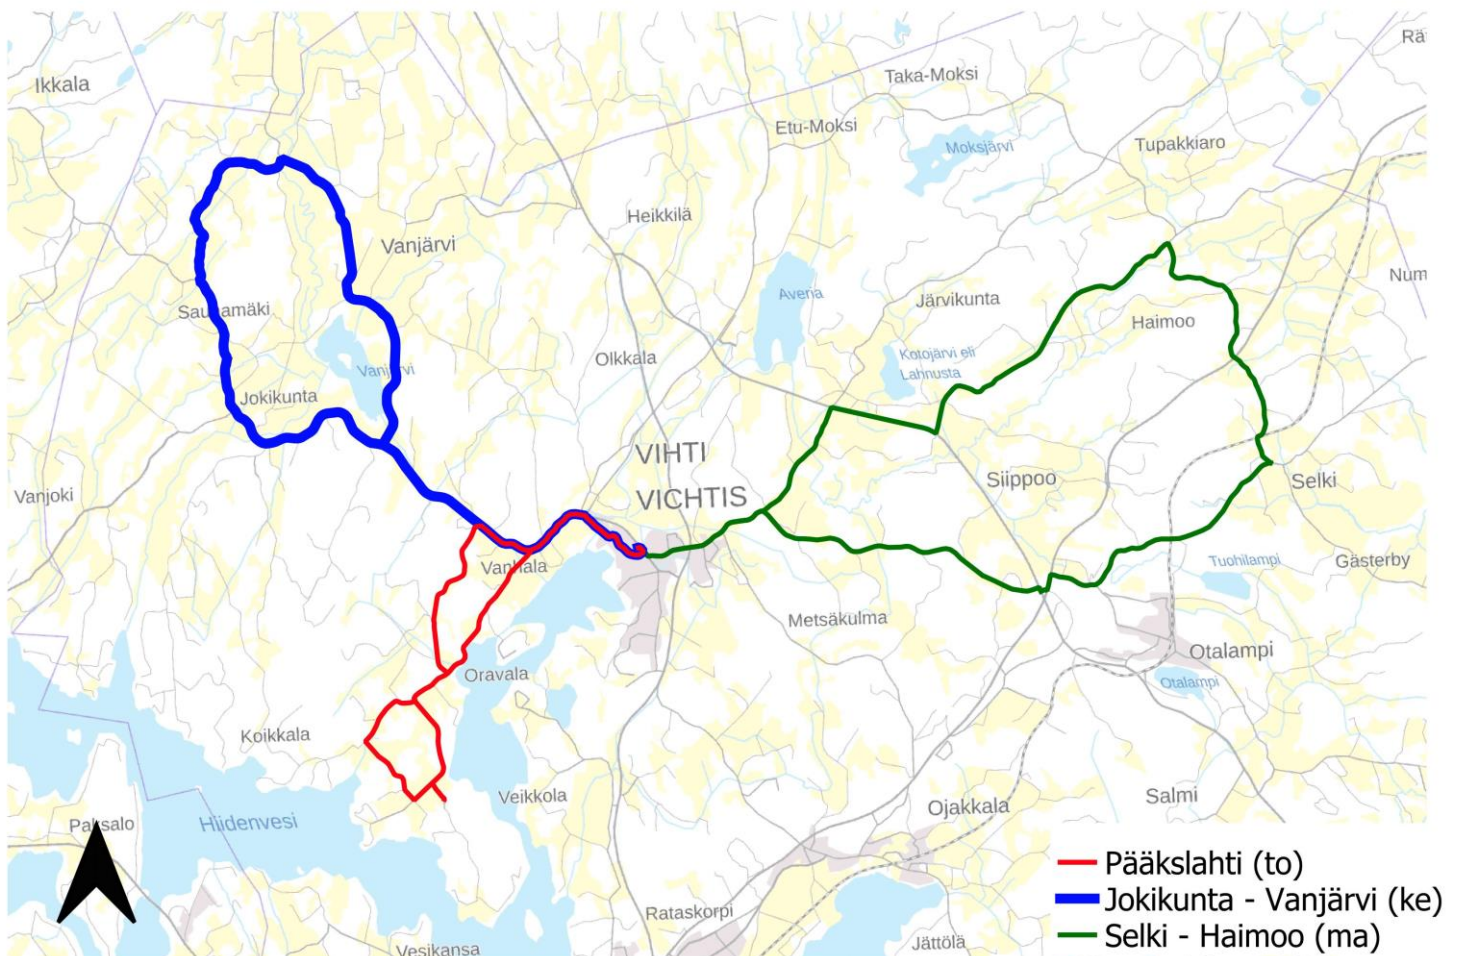 Rä
Taka-Moksi
Ikkala
Etu-Moksi
Tupakkiaro
Moksjärvi
Heikkilä
Vanjärvi
Num
Averia
Järvikunta
Haimoo
Olkkala
Kotojärvi eli
Lahnusta
Jokikunta
VIHTI
Siippoo
Selki
VICHTIS
Vanjoki
Tuohilampi
Gästerby
Metsäkulma
Otalampi
Oravala
Otalampi
Koikkala
Veikkola
Salmi
Ojakkala
Hiidenvesi
Pääkslahti (to)
Jokikunta - Vanjärvi (ke)
Rataskorpi
Selki - Haimoo (ma)
Jättölä
Vesikansa